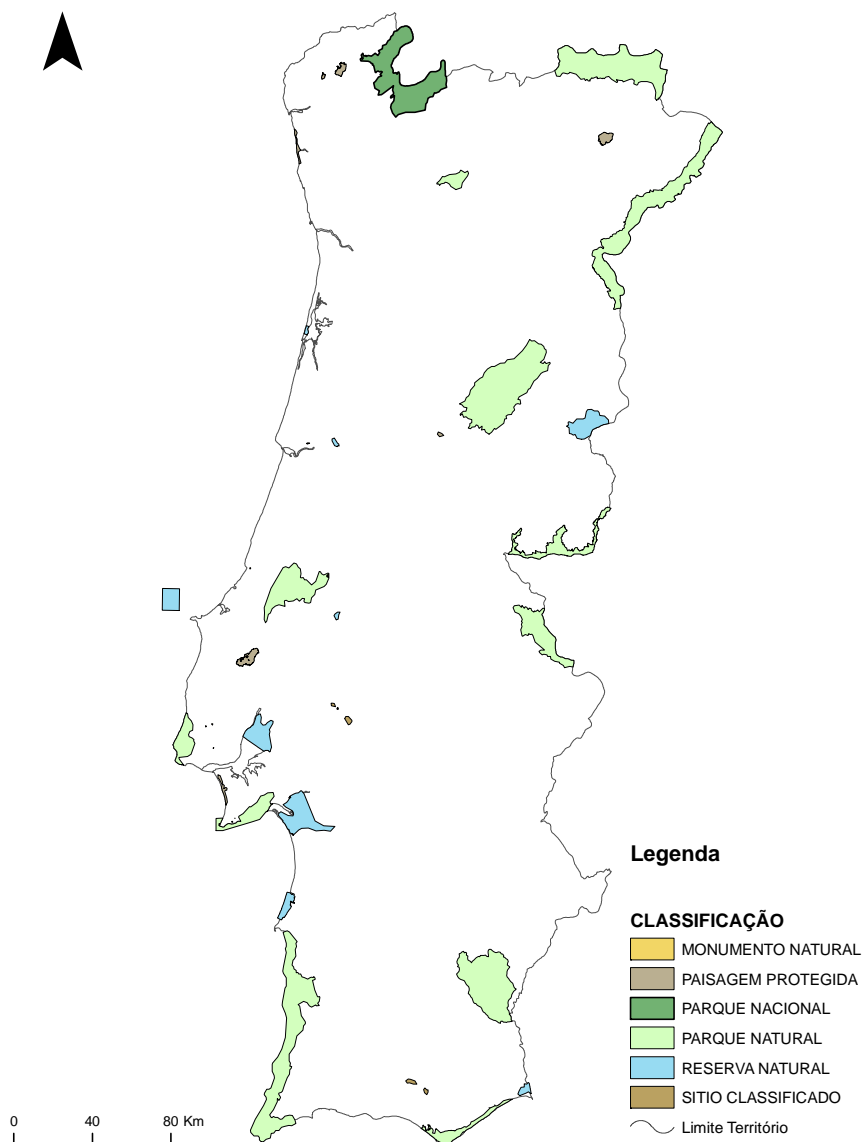 Legenda
CLASSIFICAÇÃO
MONUMENTO NATURAL
PAISAGEM PROTEGIDA
PARQUE NACIONAL
PARQUE NATURAL
RESERVA NATURAL
SITIO CLASSIFICADO
Limite Território
0 40 80 Km